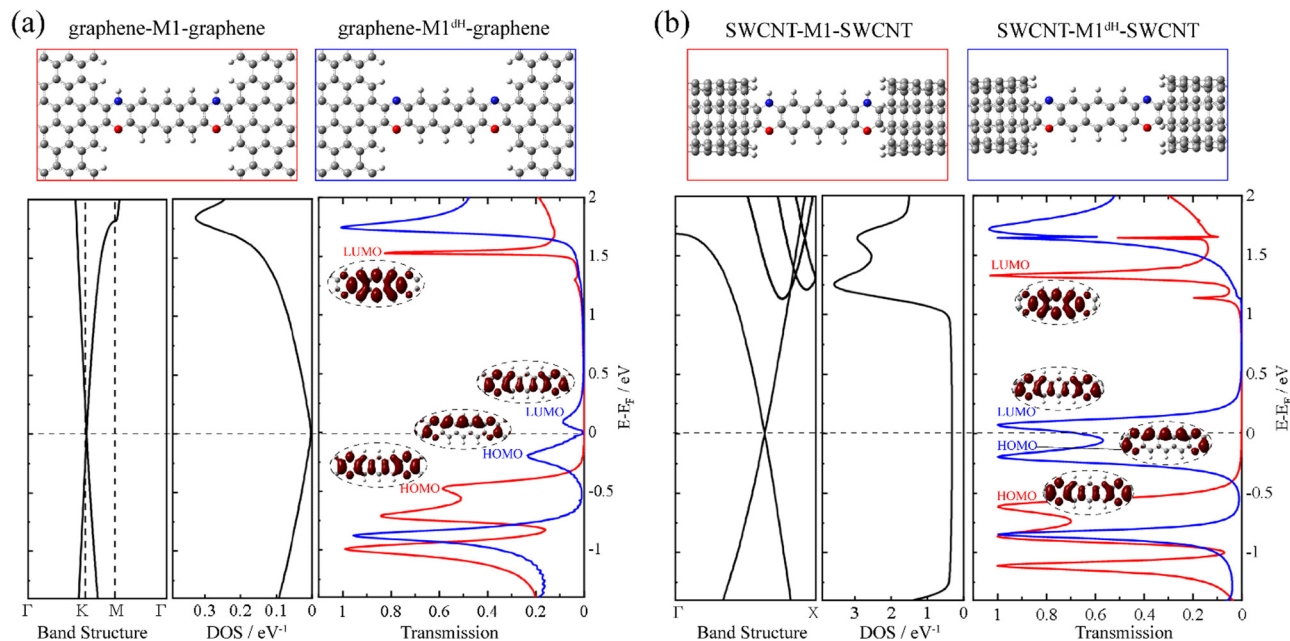 (a)
graphene-M1-graphene
graphene-M1dH-graphene
LUMO
LUMO
HOMO
HOMO
2
1.5
1
0.5
0
-0.5
-1
E-EF / eV
Γ K M Γ
Band Structure
0.3 0.2 0.1 0
DOS / eV-1
1 0.8 0.6 0.4 0.2
Transmission
(b)
SWCNT-M1-SWCNT
SWCNT-M1dH-SWCNT
LUMO
LUMO
HOMO
HOMO
2
1.5
1
0.5
0
-0.5
-1
E-EF / eV
Γ X
Band Structure
3 2 1 0
DOS / eV-1
1 0.8 0.6 0.4 0.2 0
Transmission